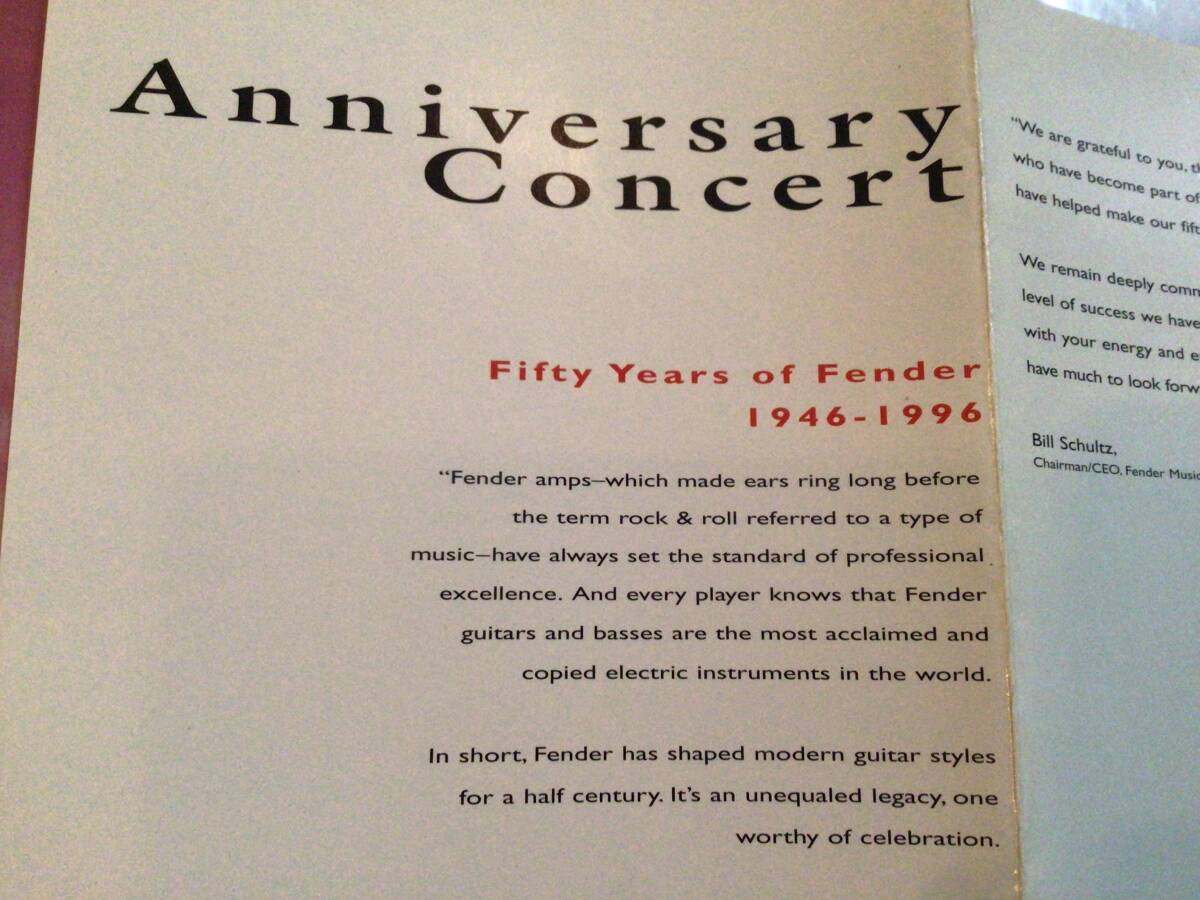 Anniversary
Concert
Fifty Years of Fender
1946-1996
“Fender amps—which made ears ring long before
the term rock & roll referred to a type of
music—have always set the standard of professional
excellence. And every player knows that Fender
guitars and basses are the most acclaimed and
copied electric instruments in the world.
In short, Fender has shaped modern guitar styles
for a half century. It’s an unequaled legacy, one
worthy of celebration.
“We are grateful to you,
who have become part of
have helped make our
We remain deeply
level of success we have
with your energy and
have much to look
Bill Schultz,
Chairman/CEO, Fender